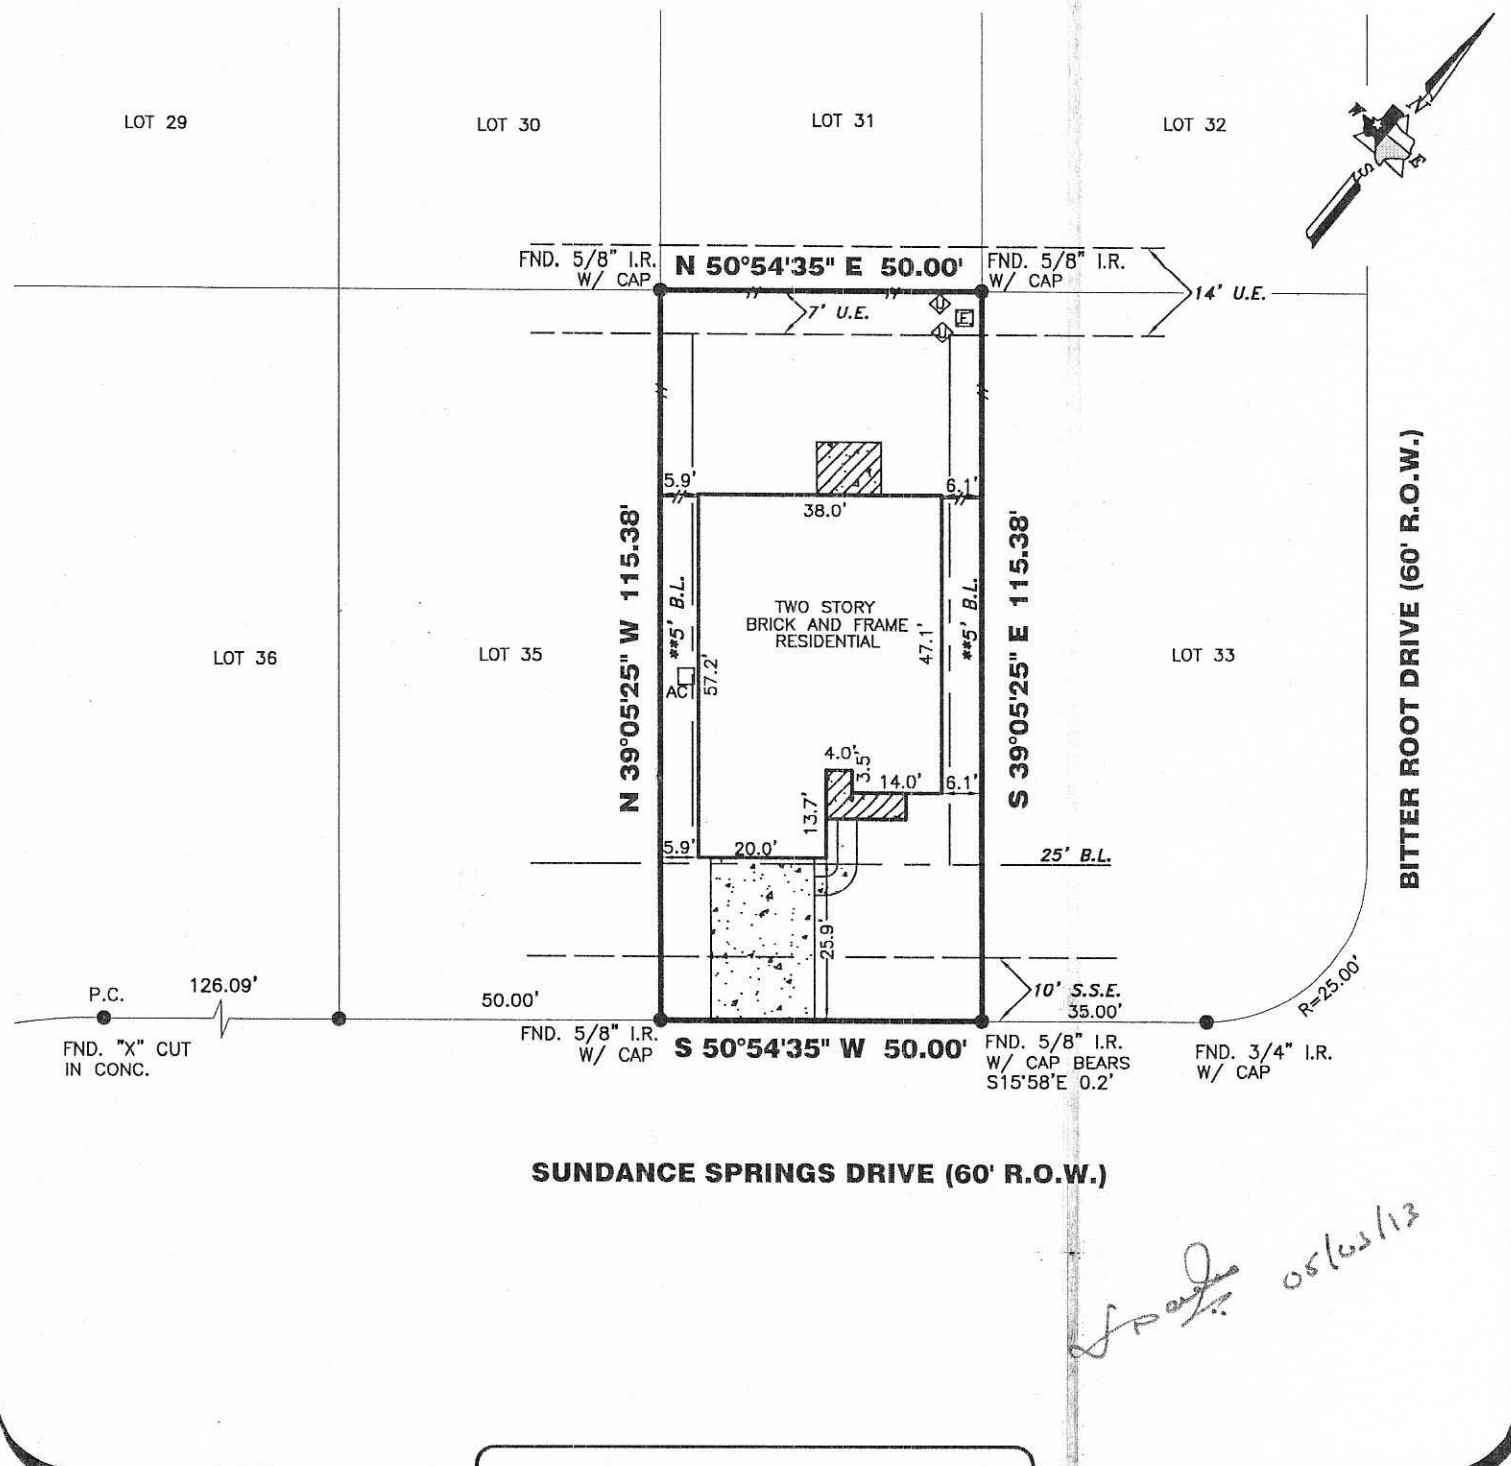 LOT 29
LOT 30
LOT 31
LOT 32
N
W
E
S
FND. 5/8" I.R.
W/ CAP
N 50°54'35" E 50.00'
FND. 5/8" I.R.
W/ CAP
14' U.E.
7' U.E.
U
E
U
5.9'
6.1'
38.0'
N 39°05'25" W 115.38'
**5' B.L.
57.2'
AC
TWO STORY
BRICK AND FRAME
RESIDENTIAL
47.1'
**5' B.L.
S 39°05'25" E 115.38'
BITTER ROOT DRIVE (60' R.O.W.)
LOT 36
LOT 35
LOT 33
4.0'
3.5'
14.0'
6.1'
13.7'
5.9'
20.0'
25' B.L.
25.9'
10' S.S.E.
P.C.
126.09'
50.00'
35.00'
R=25.00'
FND. "X" CUT
IN CONC.
FND. 5/8" I.R.
W/ CAP
S 50°54'35" W 50.00'
FND. 5/8" I.R.
W/ CAP BEARS
S15°58'E 0.2'
FND. 3/4" I.R.
W/ CAP
SUNDANCE SPRINGS DRIVE (60' R.O.W.)
05/03/13